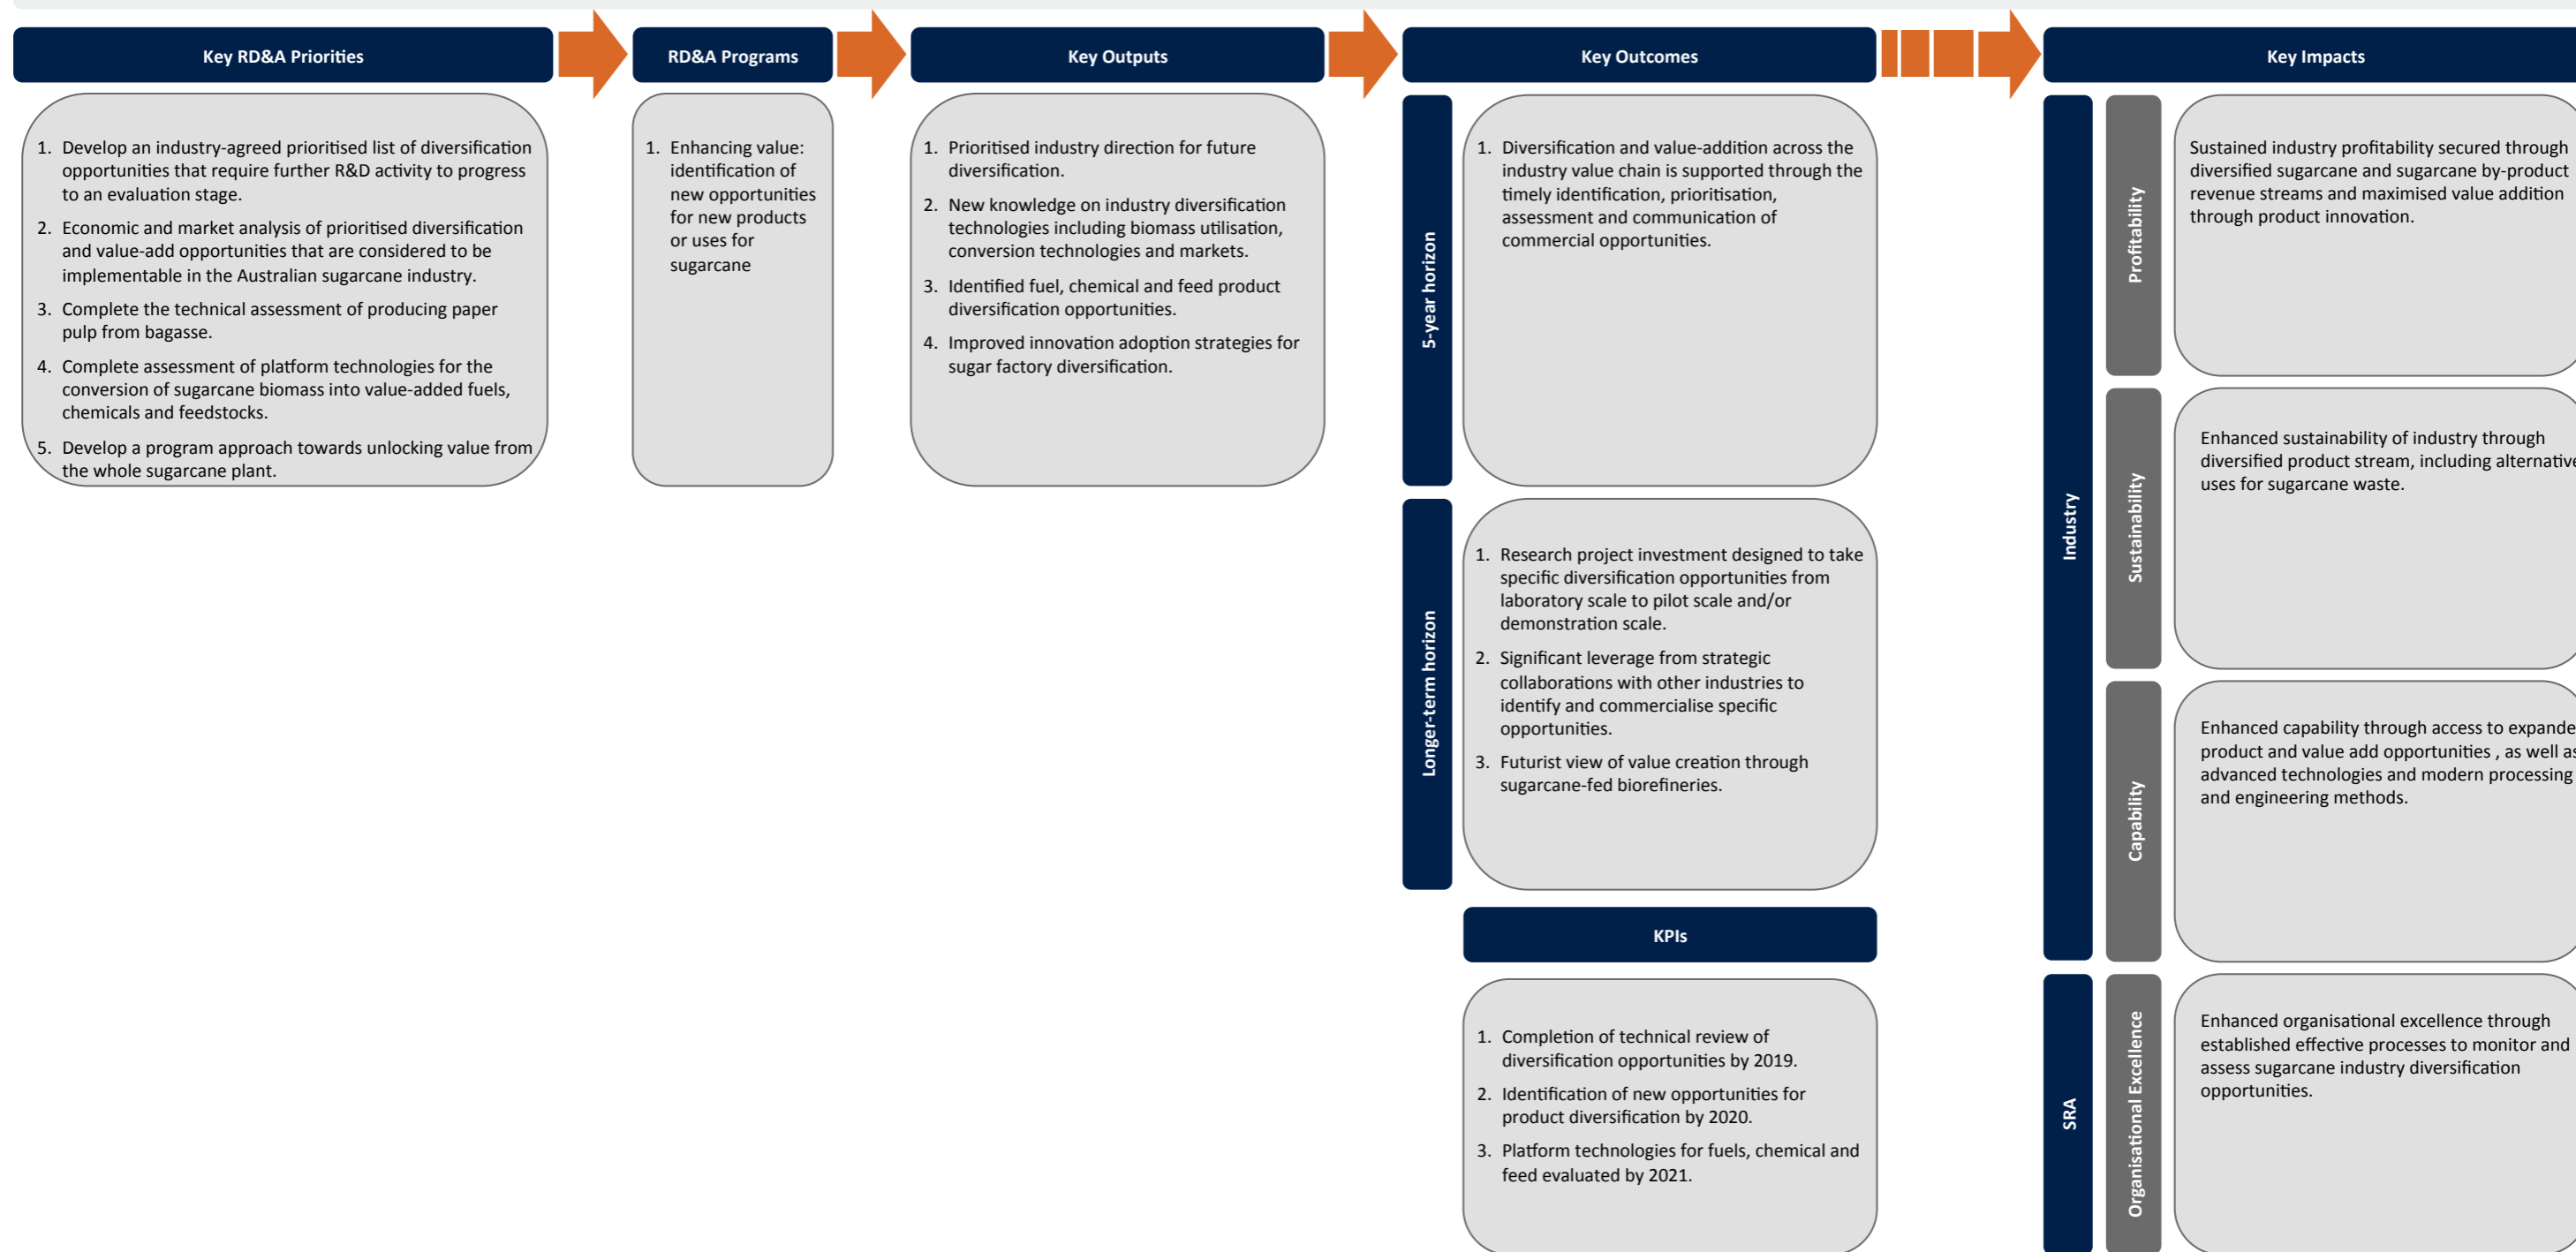 Key RD&A Priorities
RD&A Programs
Key Outputs
Key Outcomes
Key Impacts
1. Develop an industry-agreed prioritised list of diversification
opportunities that require further R&D activity to progress
to an evaluation stage.
2. Economic and market analysis of prioritised diversification
and value-add opportunities that are considered to be
implementable in the Australian sugarcane industry.
3. Complete the technical assessment of producing paper
pulp from bagasse.
4. Complete assessment of platform technologies for the
conversion of sugarcane biomass into value-added fuels,
chemicals and feedstocks.
5. Develop a program approach towards unlocking value from
the whole sugarcane plant.
1. Enhancing value:
identification of
new opportunities
for new products
or uses for
sugarcane
1. Prioritised industry direction for future
diversification.
2. New knowledge on industry diversification
technologies including biomass utilisation,
conversion technologies and markets.
3. Identified fuel, chemical and feed product
diversification opportunities.
4. Improved innovation adoption strategies for
sugar factory diversification.
5-year horizon
1. Diversification and value-addition across the
industry value chain is supported through the
timely identification, prioritisation,
assessment and communication of
commercial opportunities.
Longer-term horizon
1. Research project investment designed to take
specific diversification opportunities from
laboratory scale to pilot scale and/or
demonstration scale.
2. Significant leverage from strategic
collaborations with other industries to
identify and commercialise specific
opportunities.
3. Futurist view of value creation through
sugarcane-fed biorefineries.
KPIs
1. Completion of technical review of
diversification opportunities by 2019.
2. Identification of new opportunities for
product diversification by 2020.
3. Platform technologies for fuels, chemical and
feed evaluated by 2021.
Industry
Profitability
Sustained industry profitability secured through
diversified sugarcane and sugarcane by-product
revenue streams and maximised value addition
through product innovation.
Sustainability
Enhanced sustainability of industry through
diversified product stream, including alternative
uses for sugarcane waste.
Capability
Enhanced capability through access to expande
product and value add opportunities , as well as
advanced technologies and modern processing
and engineering methods.
SRA
Organisational Excellence
Enhanced organisational excellence through
established effective processes to monitor and
assess sugarcane industry diversification
opportunities.